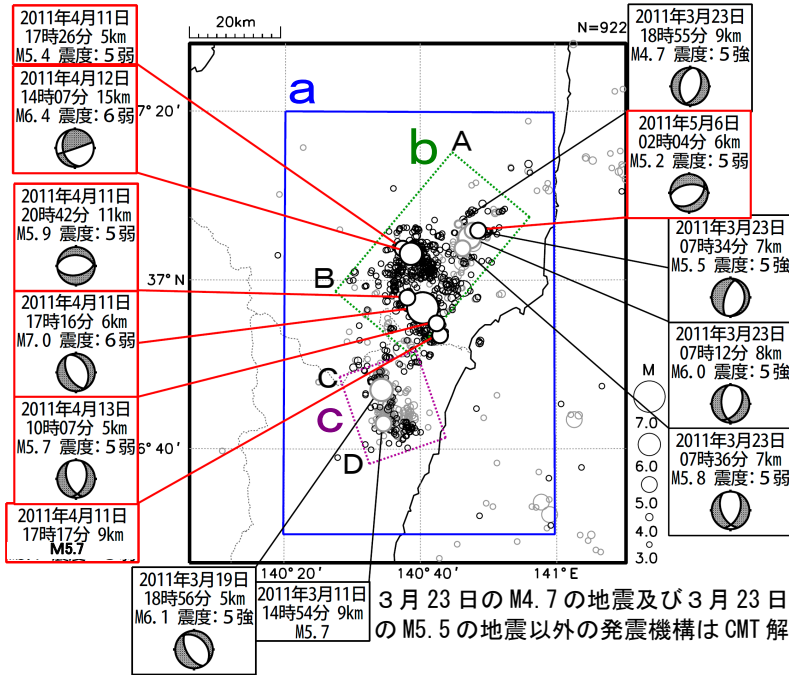 2011年4月11日
17時26分 5km
M5.4 震度:5弱
2011年4月12日
14時07分 15km
M6.4 震度:6弱
2011年4月11日
20時42分 11km
M5.9 震度:5弱
2011年4月11日
17時16分 6km
M7.0 震度:6弱
2011年4月13日
10時07分 5km
M5.7 震度:5弱
2011年4月11日
17時17分 9km
M5.7
20km
N=922
7°20′
37°N
6°40′
a
b
A
B
c
C
D
140°20′
140°40′
141°E
2011年3月23日
18時55分 9km
M4.7 震度:5強
2011年5月6日
02時04分 6km
M5.2 震度:5弱
2011年3月23日
07時34分 7km
M5.5 震度:5強
2011年3月23日
07時12分 8km
M6.0 震度:5強
2011年3月23日
07時36分 7km
M5.8 震度:5弱
M
7.0
6.0
5.0
4.0
3.0
2011年3月19日
18時56分 5km
M6.1 震度:5強
2011年3月11日
14時54分 9km
M5.7
3月23日のM4.7の地震及び3月23日
のM5.5の地震以外の発震機構はCMT解